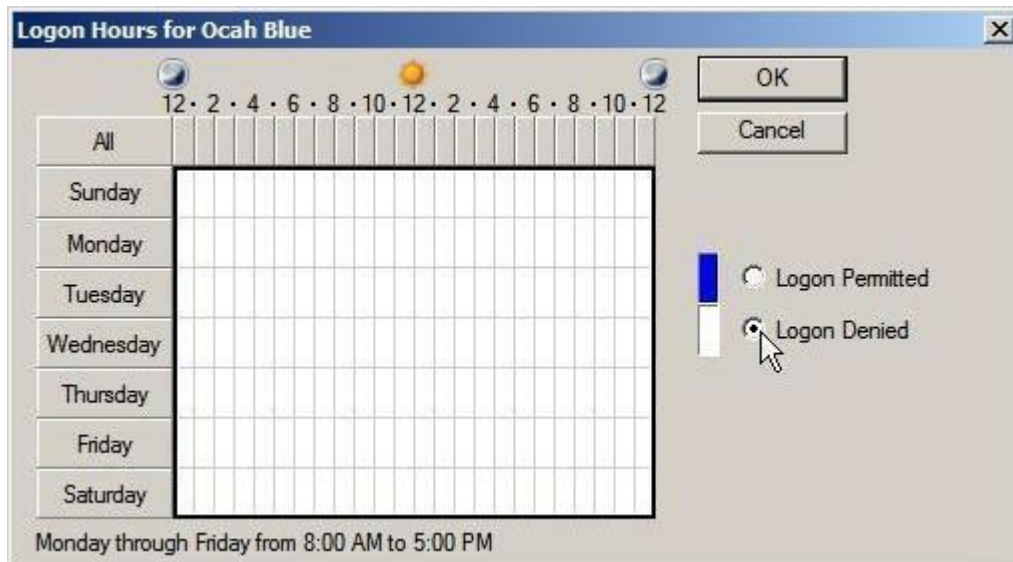 Logon Hours for Ocah Blue
12 · 2 · 4 · 6 · 8 · 10 · 12 · 2 · 4 · 6 · 8 · 10 · 12
OK
Cancel
All
Sunday
Monday
Tuesday
Wednesday
Thursday
Friday
Saturday
Logon Permitted
Logon Denied
Monday through Friday from 8:00 AM to 5:00 PM